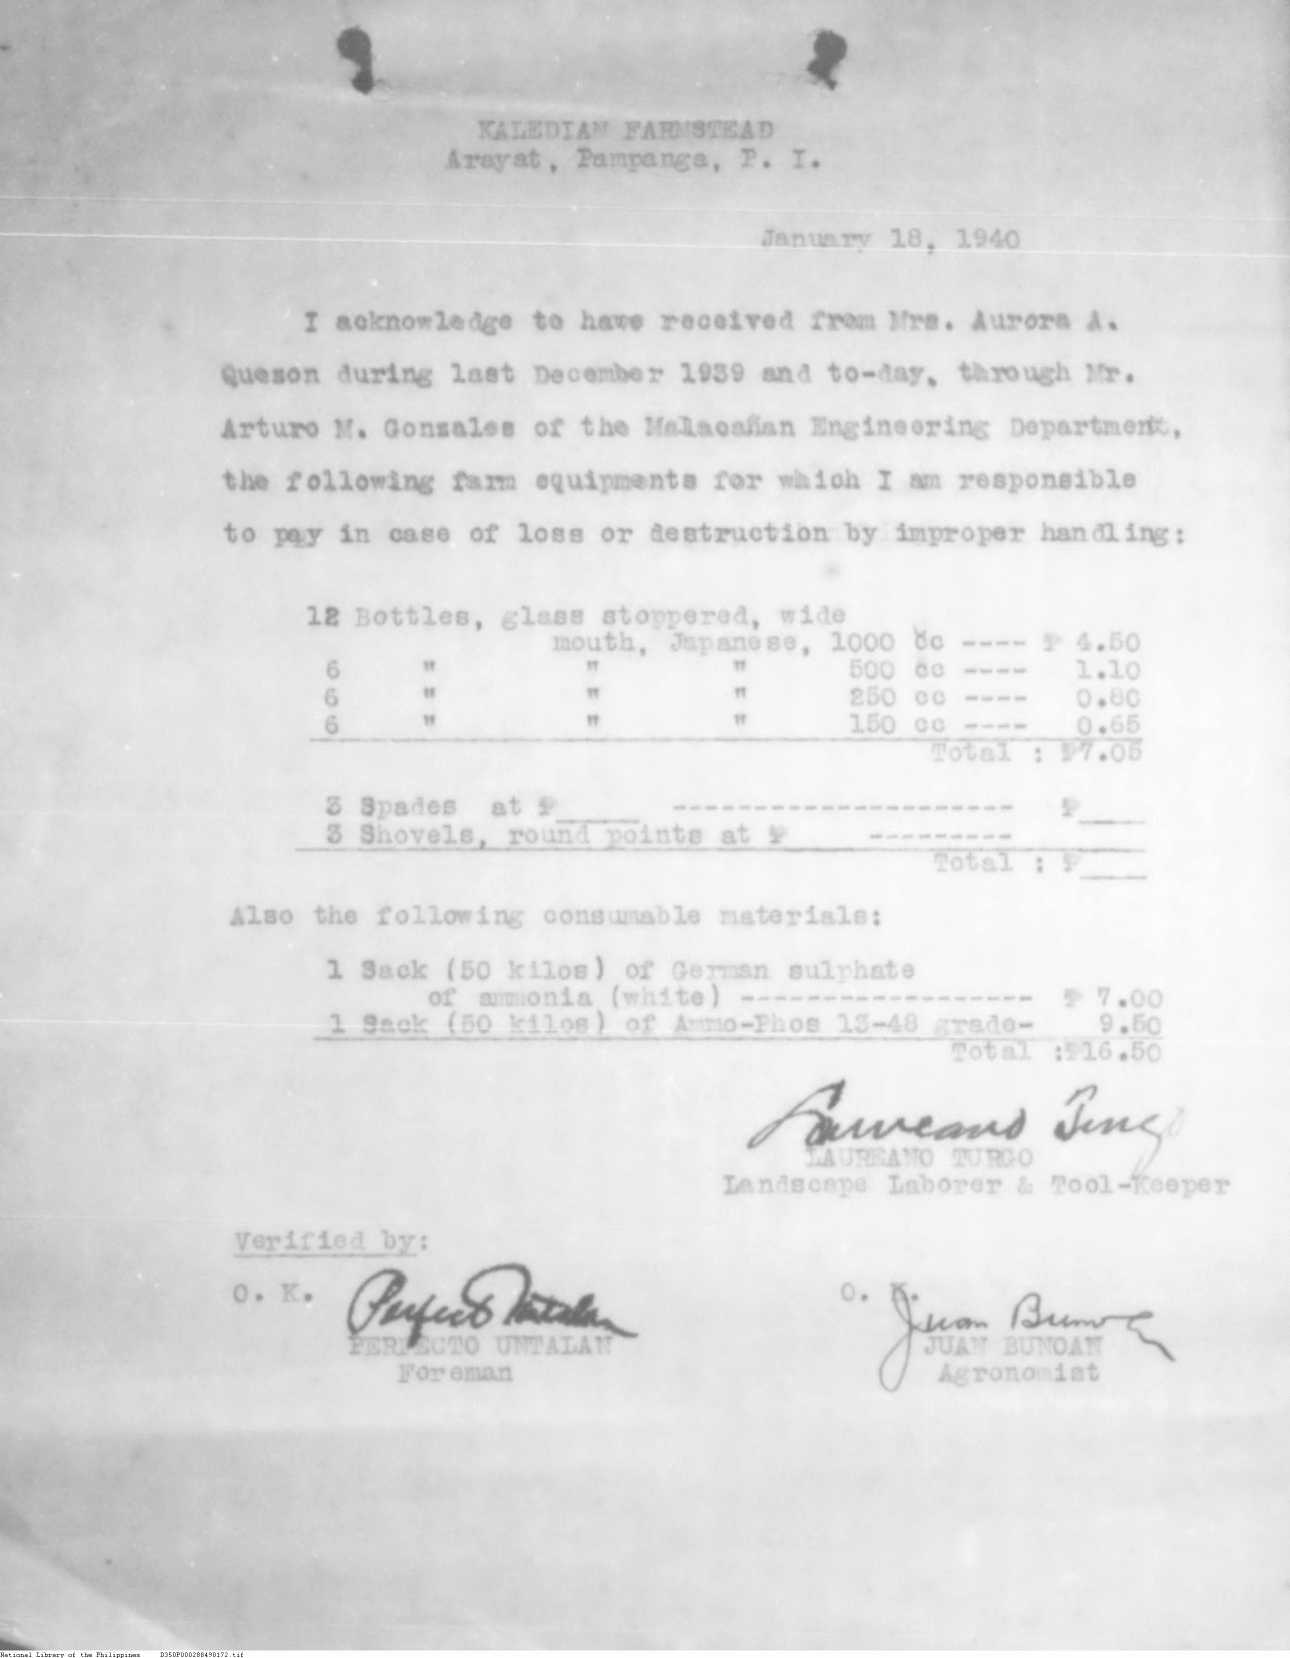 KALEDIAN FARMSTEAD
Arayat, Pampanga, P. I.
January 18, 1940
I acknowledge to have received from Mrs. Aurora A.
Queson during last December 1939 and to-day, through Mr.
Arturo M. Gonzales of the Malacañan Engineering Department,
the following farm equipments for which I am responsible
to pay in case of loss or destruction by improper handling:
12 Bottles, glass stoppered, wide
mouth, Japanese, 1000 cc ---- ₱ 4.50
6 " " " 500 cc ---- 1.10
6 " " " 250 cc ---- 0.80
6 " " " 150 cc ---- 0.65
Total : ₱7.05
3 Spades at ₱_____ --------------------- ₱____
3 Shovels, round points at ₱ ---------
Total : ₱____
Also the following consumable materials:
1 Sack (50 kilos) of German sulphate
of ammonia (white) ------------------ ₱ 7.00
1 Sack (50 kilos) of Ammo-Phos 13-48 grade- 9.50
Total :₱16.50
Laureano Turgo
LAUREANO TURGO
Landscape Laborer & Tool-Keeper
Verified by:
O. K. Perfecto Untalan
PERFECTO UNTALAN
Foreman
O. K. Juan Bunoan
JUAN BUNOAN
Agronomist
National Library of the Philippines D350P000288498172.tif